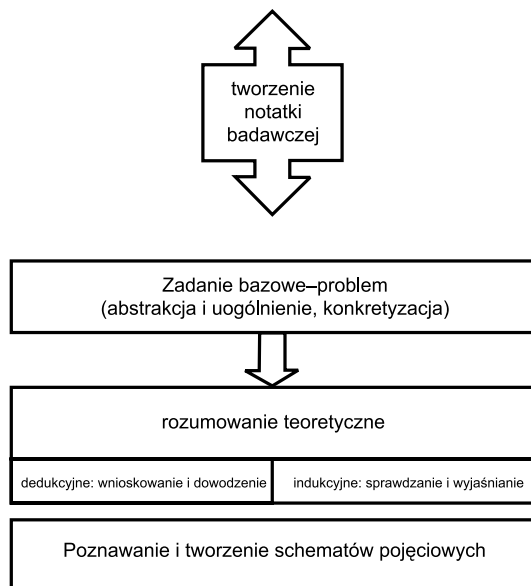 tworzenie
notatki
badawczej
Zadanie bazowe–problem
(abstrakcja i uogólnienie, konkretyzacja)
rozumowanie teoretyczne
dedukcyjne: wnioskowanie i dowodzenie
indukcyjne: sprawdzanie i wyjaśnianie
Poznawanie i tworzenie schematów pojęciowych